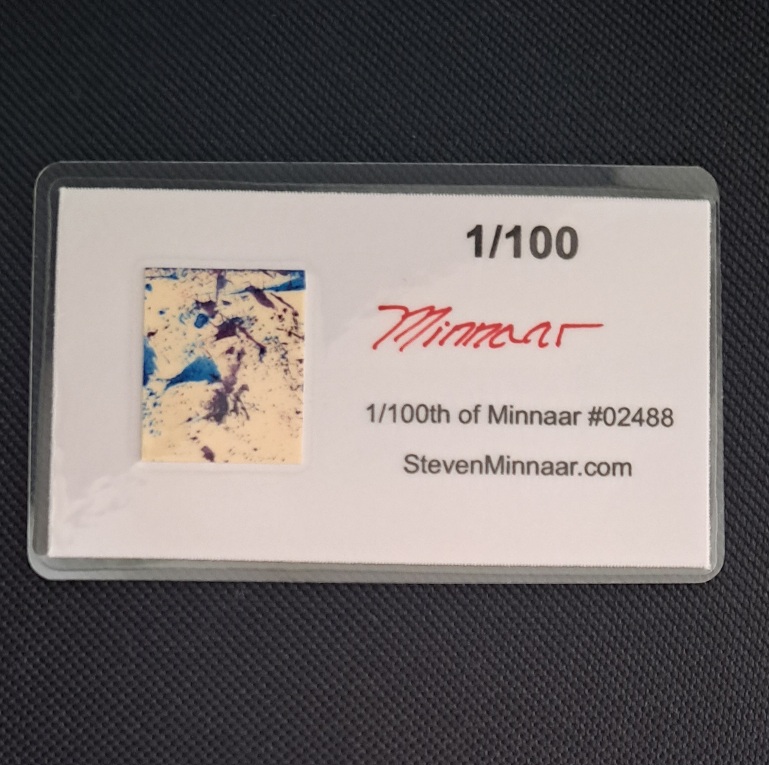 1/100
Minnaar
1/100th of Minnaar #02488
StevenMinnaar.com